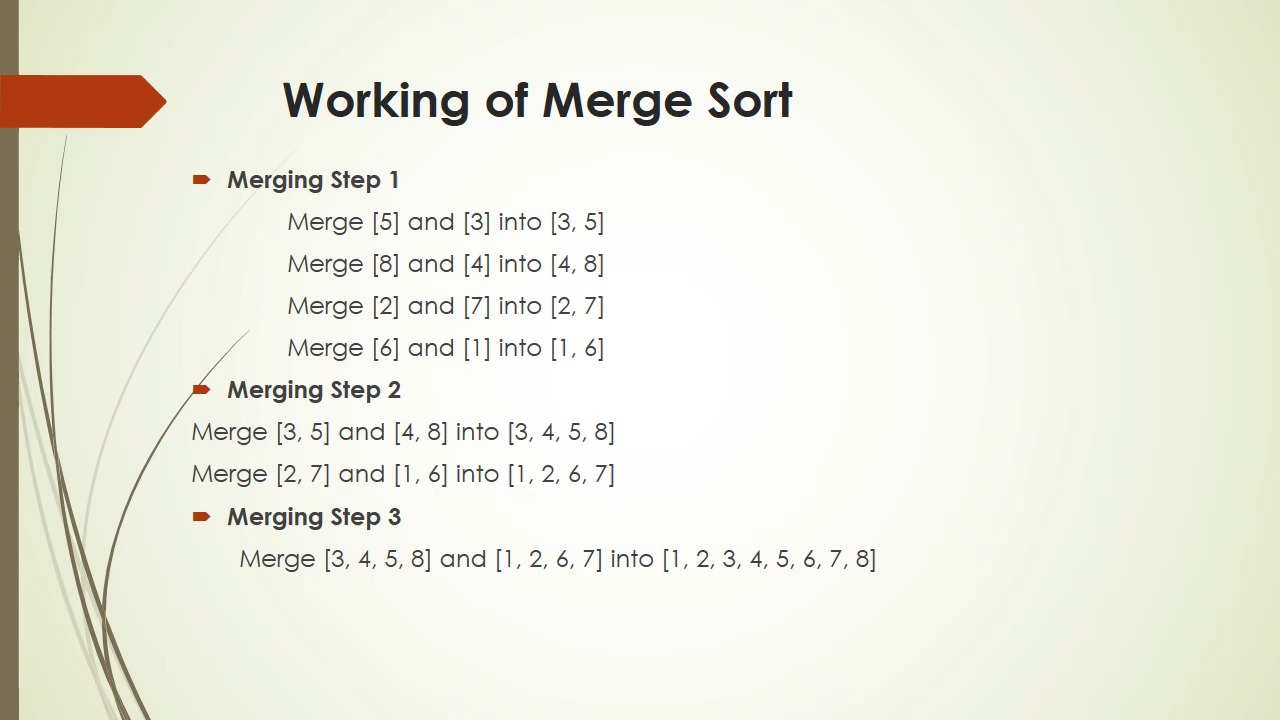 Working of Merge Sort
Merging Step 1
Merge [5] and [3] into [3, 5]
Merge [8] and [4] into [4, 8]
Merge [2] and [7] into [2, 7]
Merge [6] and [1] into [1, 6]
Merging Step 2
Merge [3, 5] and [4, 8] into [3, 4, 5, 8]
Merge [2, 7] and [1, 6] into [1, 2, 6, 7]
Merging Step 3
Merge [3, 4, 5, 8] and [1, 2, 6, 7] into [1, 2, 3, 4, 5, 6, 7, 8]